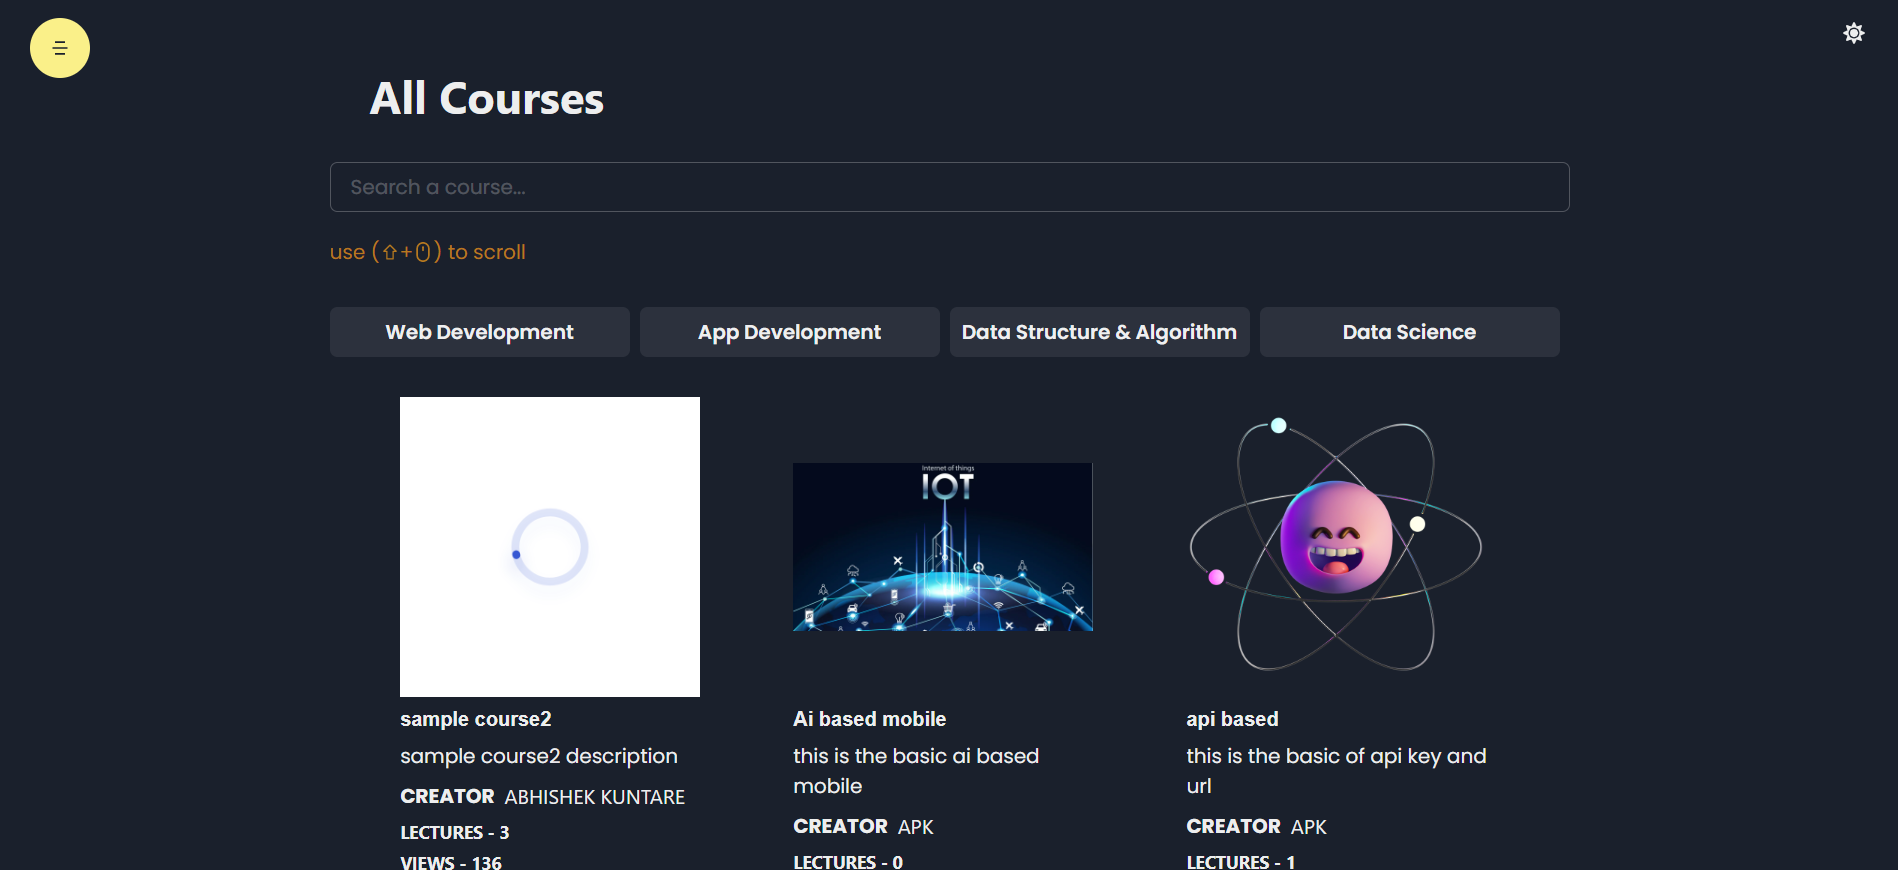 All Courses
Search a course...
use (⇧+🖱) to scroll
Web Development
App Development
Data Structure & Algorithm
Data Science
Internet of things
IOT
sample course2
sample course2 description
CREATOR ABHISHEK KUNTARE
LECTURES - 3
VIEWS - 136
Ai based mobile
this is the basic ai based
mobile
CREATOR APK
LECTURES - 0
api based
this is the basic of api key and
url
CREATOR APK
LECTURES - 1